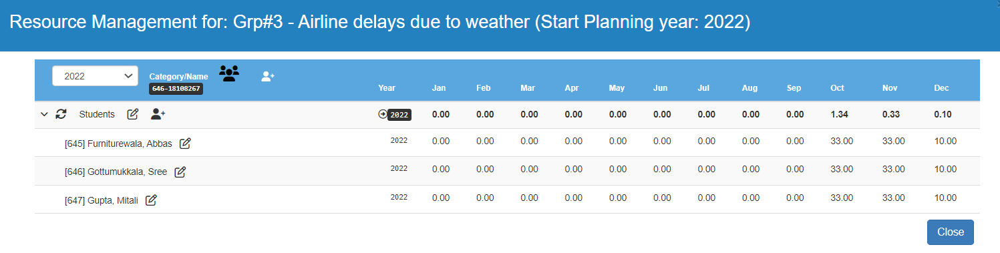 Resource Management for: Grp#3 - Airline delays due to weather (Start Planning year: 2022)
2022 Category/Name
646-18108267
Year Jan Feb Mar Apr May Jun Jul Aug Sep Oct Nov Dec
Students 2022 0.00 0.00 0.00 0.00 0.00 0.00 0.00 0.00 0.00 1.34 0.33 0.10
[645] Furniturewala, Abbas 2022 0.00 0.00 0.00 0.00 0.00 0.00 0.00 0.00 0.00 33.00 33.00 10.00
[646] Gottumukkala, Sree 2022 0.00 0.00 0.00 0.00 0.00 0.00 0.00 0.00 0.00 33.00 33.00 10.00
[647] Gupta, Mitali 2022 0.00 0.00 0.00 0.00 0.00 0.00 0.00 0.00 0.00 33.00 33.00 10.00
Close